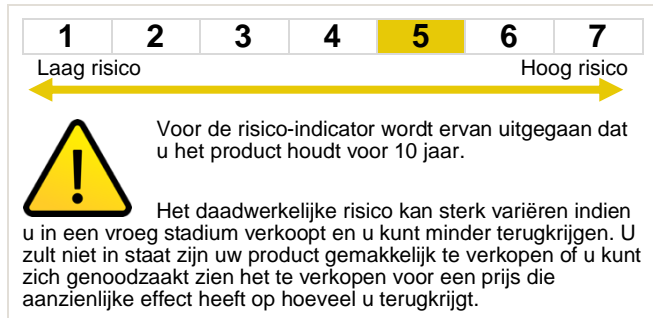 1 2 3 4 5 6 7
Laag risico Hoog risico
Voor de risico-indicator wordt ervan uitgegaan dat
u het product houdt voor 10 jaar.
Het daadwerkelijke risico kan sterk variëren indien
u in een vroeg stadium verkoopt en u kunt minder terugkrijgen. U
zult niet in staat zijn uw product gemakkelijk te verkopen of u kunt
zich genoodzaakt zien het te verkopen voor een prijs die
aanzienlijke effect heeft op hoeveel u terugkrijgt.